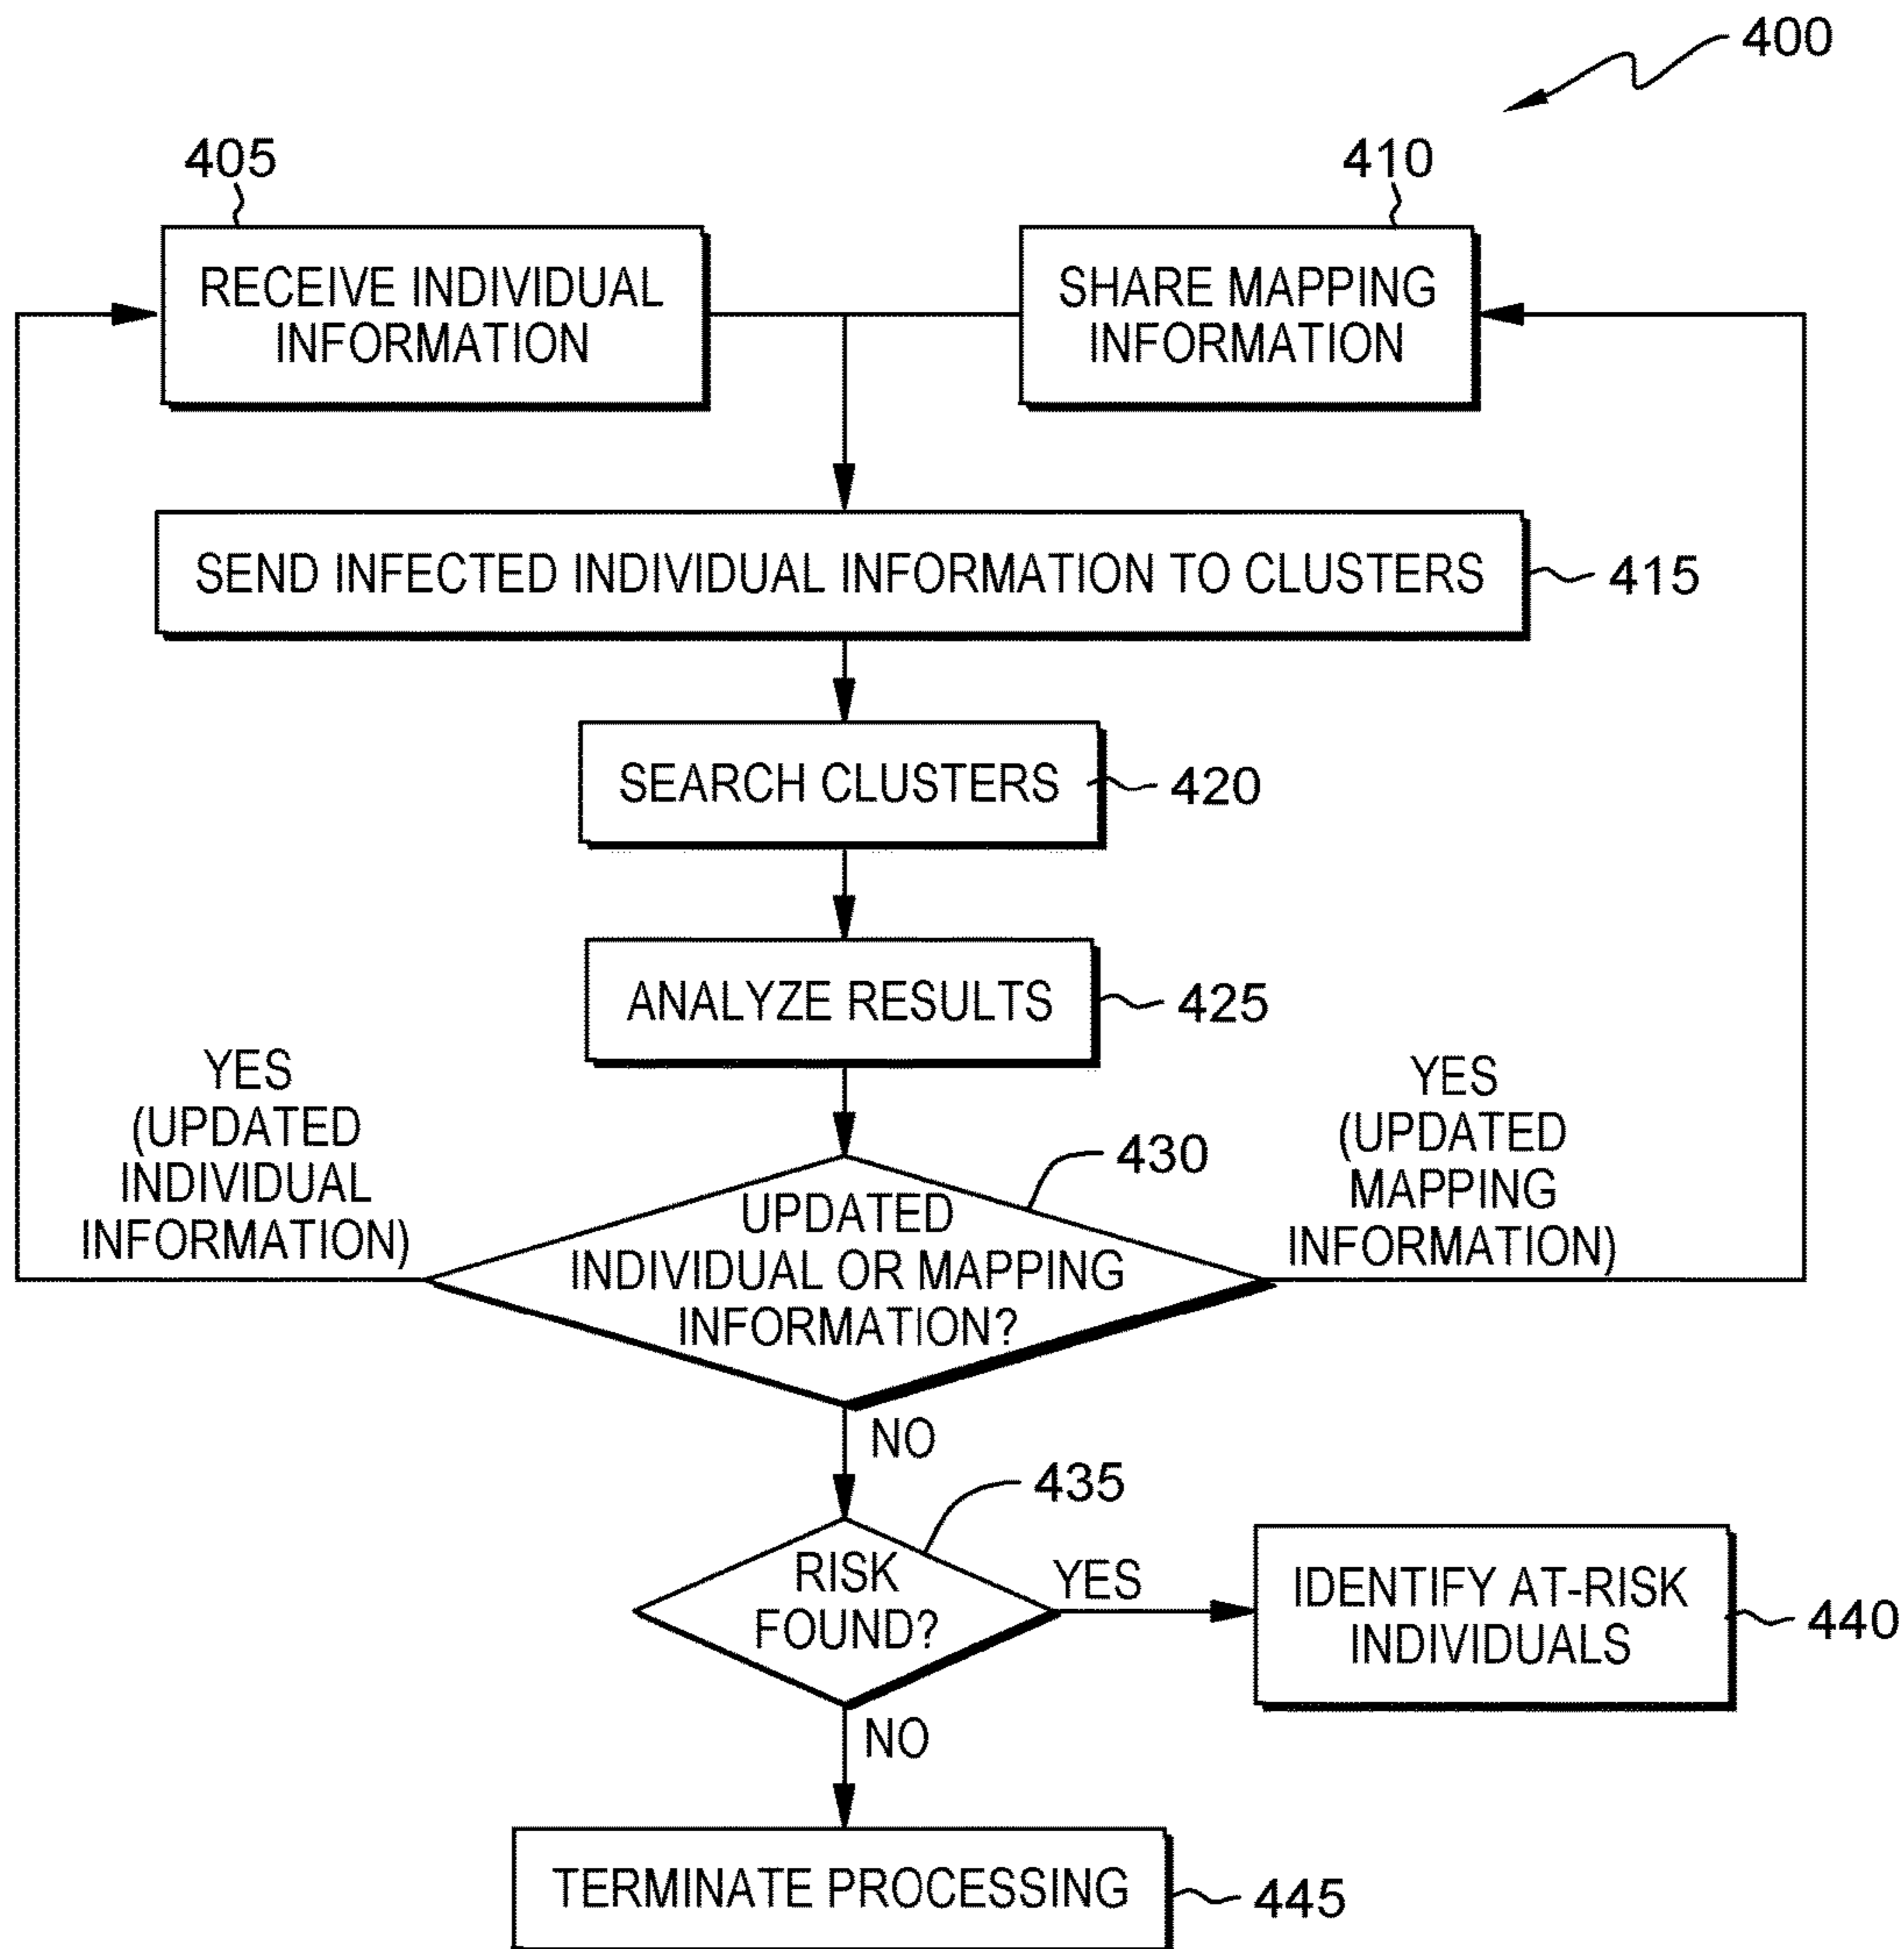 400
405
410
RECEIVE INDIVIDUAL
INFORMATION
SHARE MAPPING
INFORMATION
SEND INFECTED INDIVIDUAL INFORMATION TO CLUSTERS
415
SEARCH CLUSTERS
420
ANALYZE RESULTS
425
YES
(UPDATED
INDIVIDUAL
INFORMATION)
YES
(UPDATED
MAPPING
INFORMATION)
430
UPDATED
INDIVIDUAL OR MAPPING
INFORMATION?
NO
435
RISK
FOUND?
YES
IDENTIFY AT-RISK
INDIVIDUALS
440
NO
TERMINATE PROCESSING
445